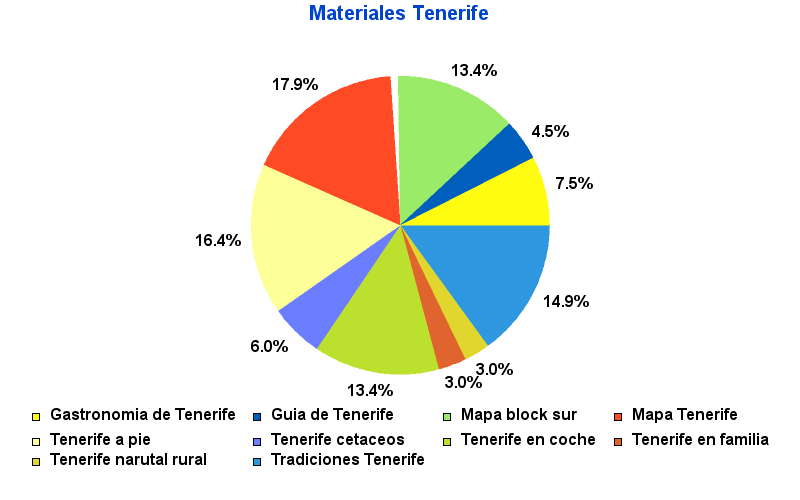 Materiales Tenerife
13.4%
17.9%
4.5%
7.5%
16.4%
14.9%
6.0%
3.0%
3.0%
13.4%
Gastronomia de Tenerife Guia de Tenerife Mapa block sur Mapa Tenerife
Tenerife a pie Tenerife cetaceos Tenerife en coche Tenerife en familia
Tenerife narutal rural Tradiciones Tenerife